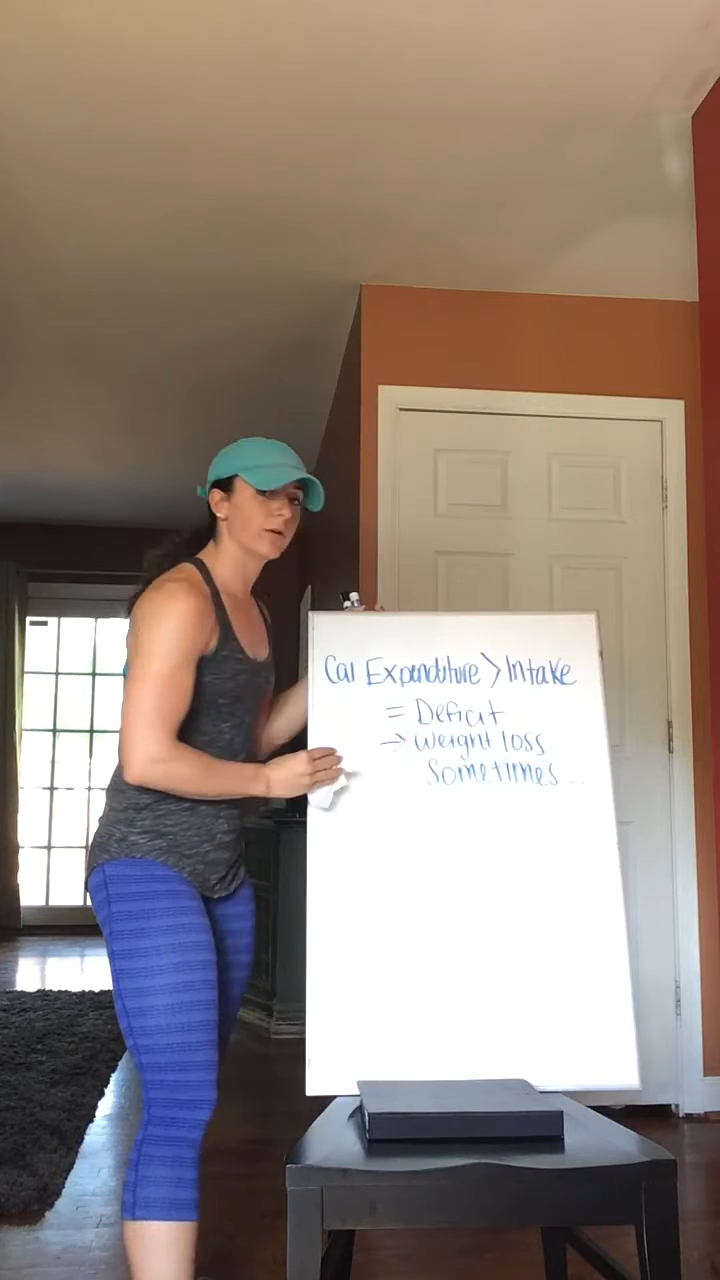 Cal Expenditure > Intake
= Deficit
→ weight loss
sometimes...